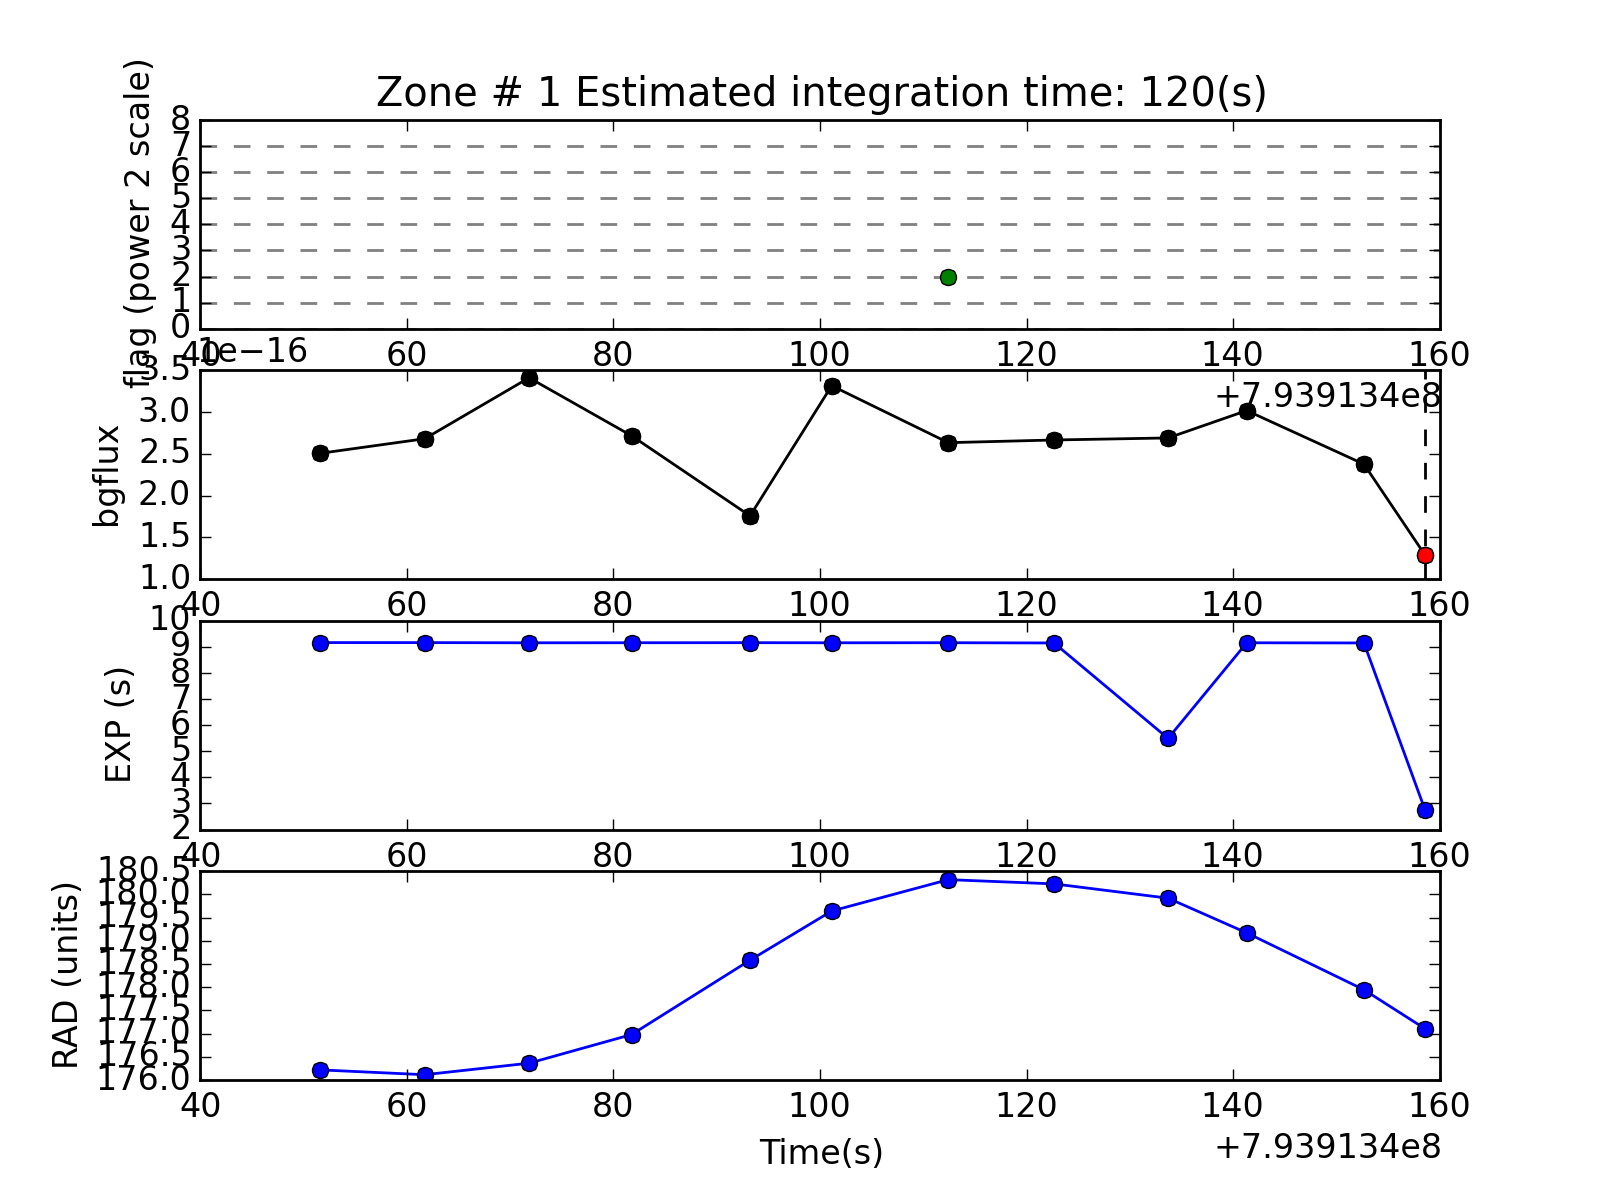 Zone # 1 Estimated integration time: 120(s)
flag (power 2 scale)
8
7
6
5
4
3
2
1
0
40 60 80 100 120 140 160
1e−16
+7.939134e8
bgflux
3.5
3.0
2.5
2.0
1.5
1.0
40 60 80 100 120 140 160
EXP (s)
10
9
8
7
6
5
4
3
2
40 60 80 100 120 140 160
RAD (units)
180.5
180.0
179.5
179.0
178.5
178.0
177.5
177.0
176.5
176.0
40 60 80 100 120 140 160
Time(s)
+7.939134e8